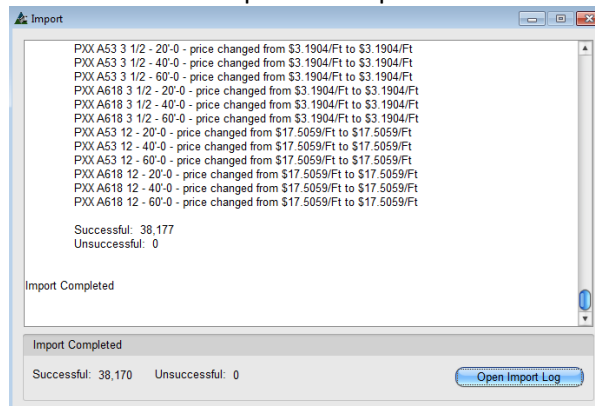 Import
PXX A53 3 1/2 - 20'-0 - price changed from $3.1904/Ft to $3.1904/Ft
PXX A53 3 1/2 - 40'-0 - price changed from $3.1904/Ft to $3.1904/Ft
PXX A53 3 1/2 - 60'-0 - price changed from $3.1904/Ft to $3.1904/Ft
PXX A618 3 1/2 - 20'-0 - price changed from $3.1904/Ft to $3.1904/Ft
PXX A618 3 1/2 - 40'-0 - price changed from $3.1904/Ft to $3.1904/Ft
PXX A618 3 1/2 - 60'-0 - price changed from $3.1904/Ft to $3.1904/Ft
PXX A53 12 - 20'-0 - price changed from $17.5059/Ft to $17.5059/Ft
PXX A53 12 - 40'-0 - price changed from $17.5059/Ft to $17.5059/Ft
PXX A53 12 - 60'-0 - price changed from $17.5059/Ft to $17.5059/Ft
PXX A618 12 - 20'-0 - price changed from $17.5059/Ft to $17.5059/Ft
PXX A618 12 - 40'-0 - price changed from $17.5059/Ft to $17.5059/Ft
PXX A618 12 - 60'-0 - price changed from $17.5059/Ft to $17.5059/Ft
Successful: 38,177
Unsuccessful: 0
Import Completed
Import Completed
Successful: 38,170 Unsuccessful: 0 Open Import Log